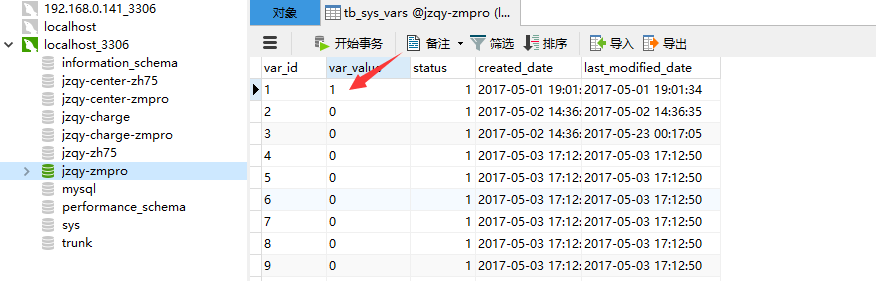 192.168.0.141_3306
localhost
localhost_3306
information_schema
jzqy-center-zh75
jzqy-center-zmpro
jzqy-charge
jzqy-charge-zmpro
jzqy-zh75
jzqy-zmpro
mysql
performance_schema
sys
trunk
对象 tb_sys_vars @jzqy-zmpro (l...
开始事务 备注 筛选 排序 导入 导出
var_id var_value status created_date last_modified_date
1 1 1 2017-05-01 19:01: 2017-05-01 19:01:34
2 0 1 2017-05-02 14:36: 2017-05-02 14:36:35
3 0 1 2017-05-02 14:36: 2017-05-23 00:17:05
4 0 1 2017-05-03 17:12: 2017-05-03 17:12:50
5 0 1 2017-05-03 17:12: 2017-05-03 17:12:50
6 0 1 2017-05-03 17:12: 2017-05-03 17:12:50
7 0 1 2017-05-03 17:12: 2017-05-03 17:12:50
8 0 1 2017-05-03 17:12: 2017-05-03 17:12:50
9 0 1 2017-05-03 17:12: 2017-05-03 17:12:50